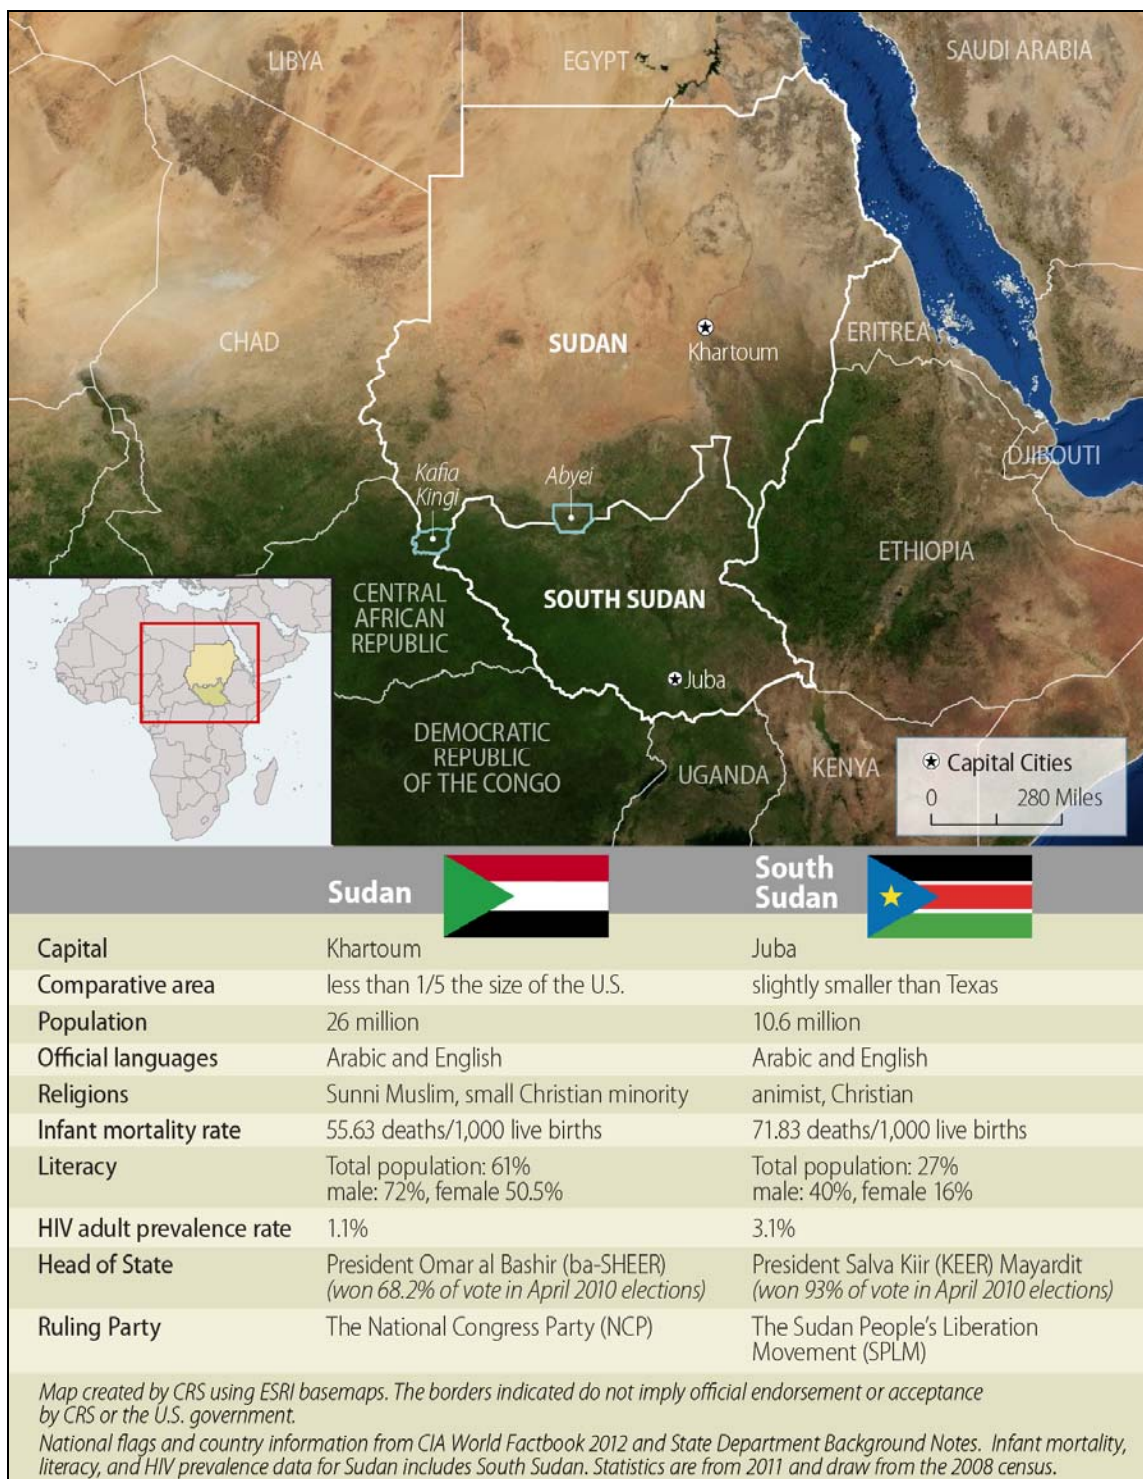 LIBYA
EGYPT
SAUDI ARABIA
CHAD
SUDAN
Khartoum
ERITREA
DJIBOUTI
Kafia
Kingi
Abyei
ETHIOPIA
CENTRAL
AFRICAN
REPUBLIC
SOUTH SUDAN
Juba
DEMOCRATIC
REPUBLIC
OF THE CONGO
UGANDA
KENYA
Capital Cities
0 280 Miles
Sudan
South
Sudan
Capital Khartoum Juba
Comparative area less than 1/5 the size of the U.S. slightly smaller than Texas
Population 26 million 10.6 million
Official languages Arabic and English Arabic and English
Religions Sunni Muslim, small Christian minority animist, Christian
Infant mortality rate 55.63 deaths/1,000 live births 71.83 deaths/1,000 live births
Literacy Total population: 61% Total population: 27%
male: 72%, female 50.5% male: 40%, female 16%
HIV adult prevalence rate 1.1% 3.1%
Head of State President Omar al Bashir (ba-SHEER) President Salva Kiir (KEER) Mayardit
(won 68.2% of vote in April 2010 elections) (won 93% of vote in April 2010 elections)
Ruling Party The National Congress Party (NCP) The Sudan People's Liberation
Movement (SPLM)
Map created by CRS using ESRI basemaps. The borders indicated do not imply official endorsement or acceptance
by CRS or the U.S. government.
National flags and country information from CIA World Factbook 2012 and State Department Background Notes. Infant mortality,
literacy, and HIV prevalence data for Sudan includes South Sudan. Statistics are from 2011 and draw from the 2008 census.